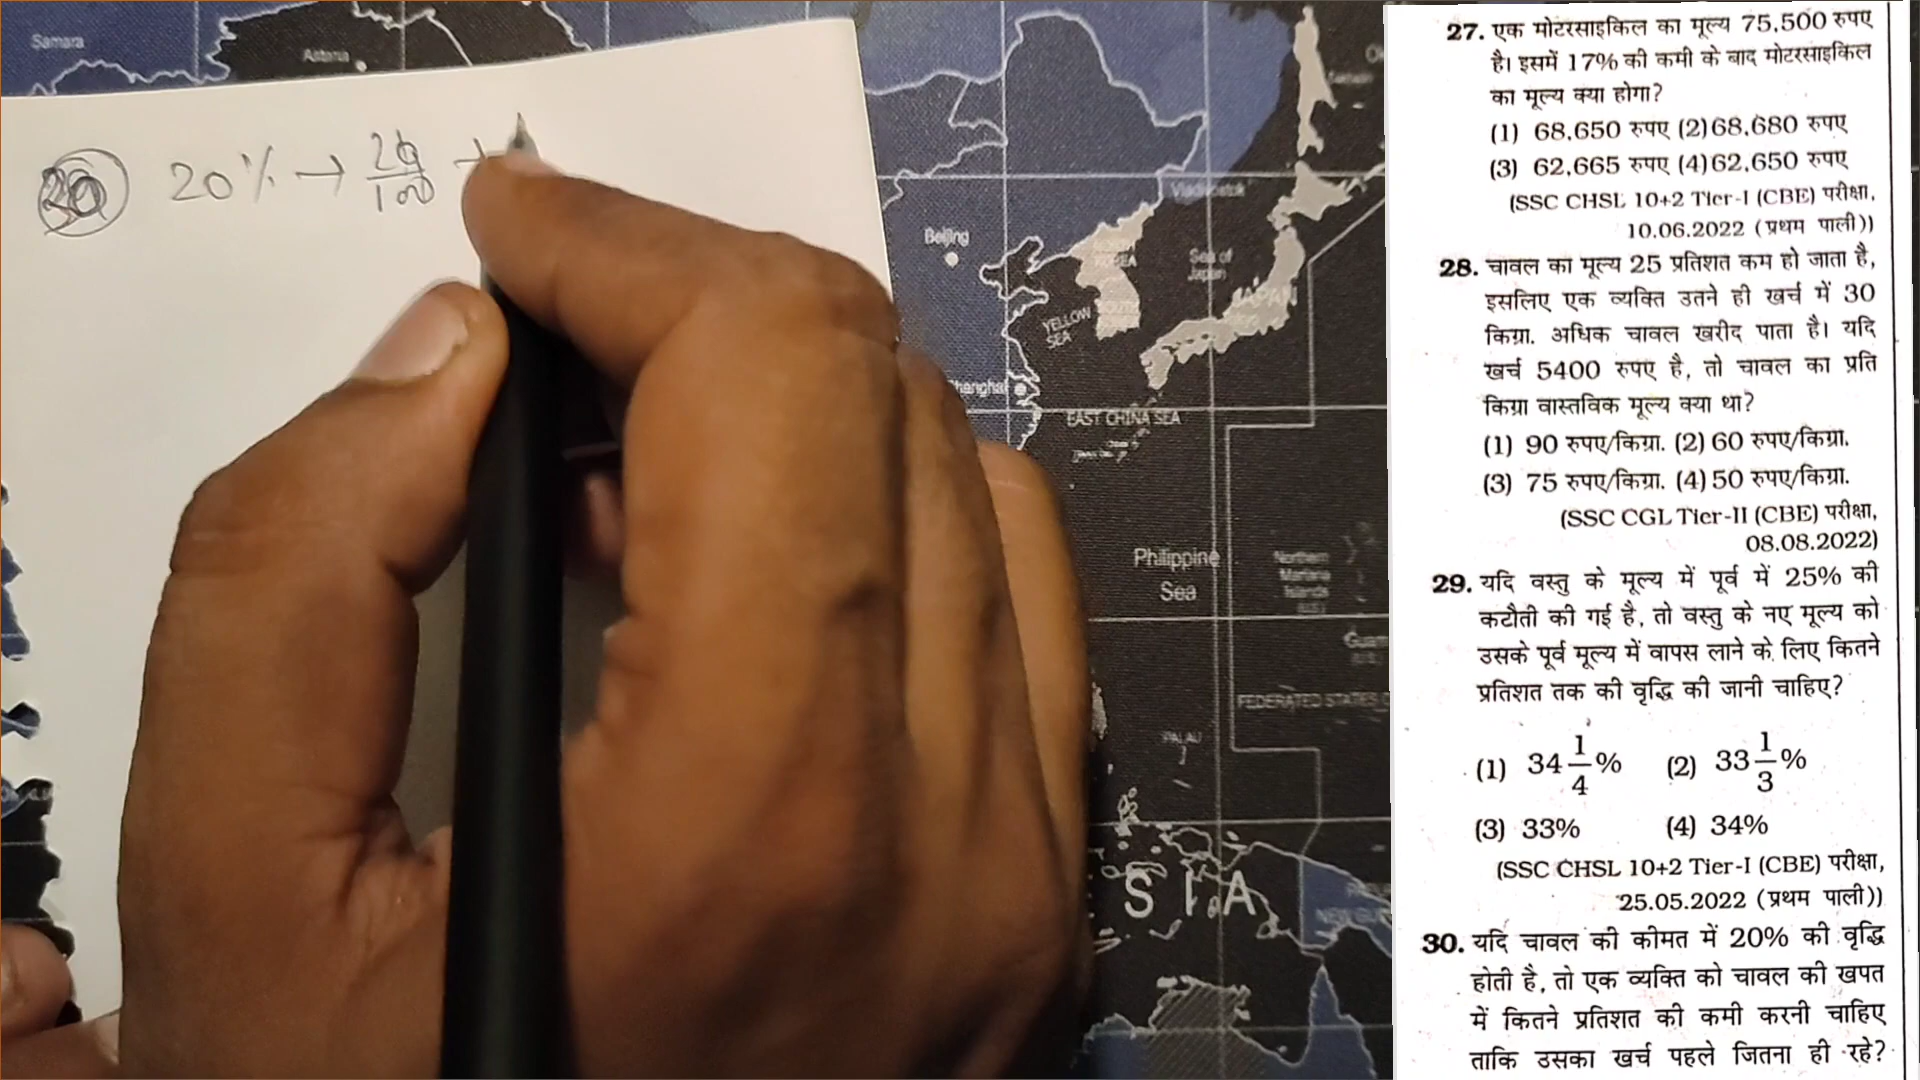 Samara
Astana
30 20% → 20/100 →
Beijing
Vladivostok
Sea of
Japan
JAPAN
YELLOW
SEA
Shanghai
EAST CHINA SEA
Philippine
Sea
Northern
Mariana
Islands
FEDERATED STATES
PALAU
S I A
27. एक मोटरसाइकिल का मूल्य 75,500 रुपए
है। इसमें 17% की कमी के बाद मोटरसाइकिल
का मूल्य क्या होगा?
(1) 68,650 रुपए (2) 68,680 रुपए
(3) 62,665 रुपए (4) 62,650 रुपए
(SSC CHSL 10+2 Tier-I (CBE) परीक्षा,
10.06.2022 (प्रथम पाली))
28. चावल का मूल्य 25 प्रतिशत कम हो जाता है,
इसलिए एक व्यक्ति उतने ही खर्च में 30
किग्रा. अधिक चावल खरीद पाता है। यदि
खर्च 5400 रुपए है, तो चावल का प्रति
किग्रा वास्तविक मूल्य क्या था?
(1) 90 रुपए/किग्रा. (2) 60 रुपए/किग्रा.
(3) 75 रुपए/किग्रा. (4) 50 रुपए/किग्रा.
(SSC CGL Tier-II (CBE) परीक्षा,
08.08.2022)
29. यदि वस्तु के मूल्य में पूर्व में 25% की
कटौती की गई है, तो वस्तु के नए मूल्य को
उसके पूर्व मूल्य में वापस लाने के लिए कितने
प्रतिशत तक की वृद्धि की जानी चाहिए?
(1) 34 1/4% (2) 33 1/3%
(3) 33% (4) 34%
(SSC CHSL 10+2 Tier-I (CBE) परीक्षा,
25.05.2022 (प्रथम पाली))
30. यदि चावल की कीमत में 20% की वृद्धि
होती है, तो एक व्यक्ति को चावल की खपत
में कितने प्रतिशत की कमी करनी चाहिए
ताकि उसका खर्च पहले जितना ही रहे?